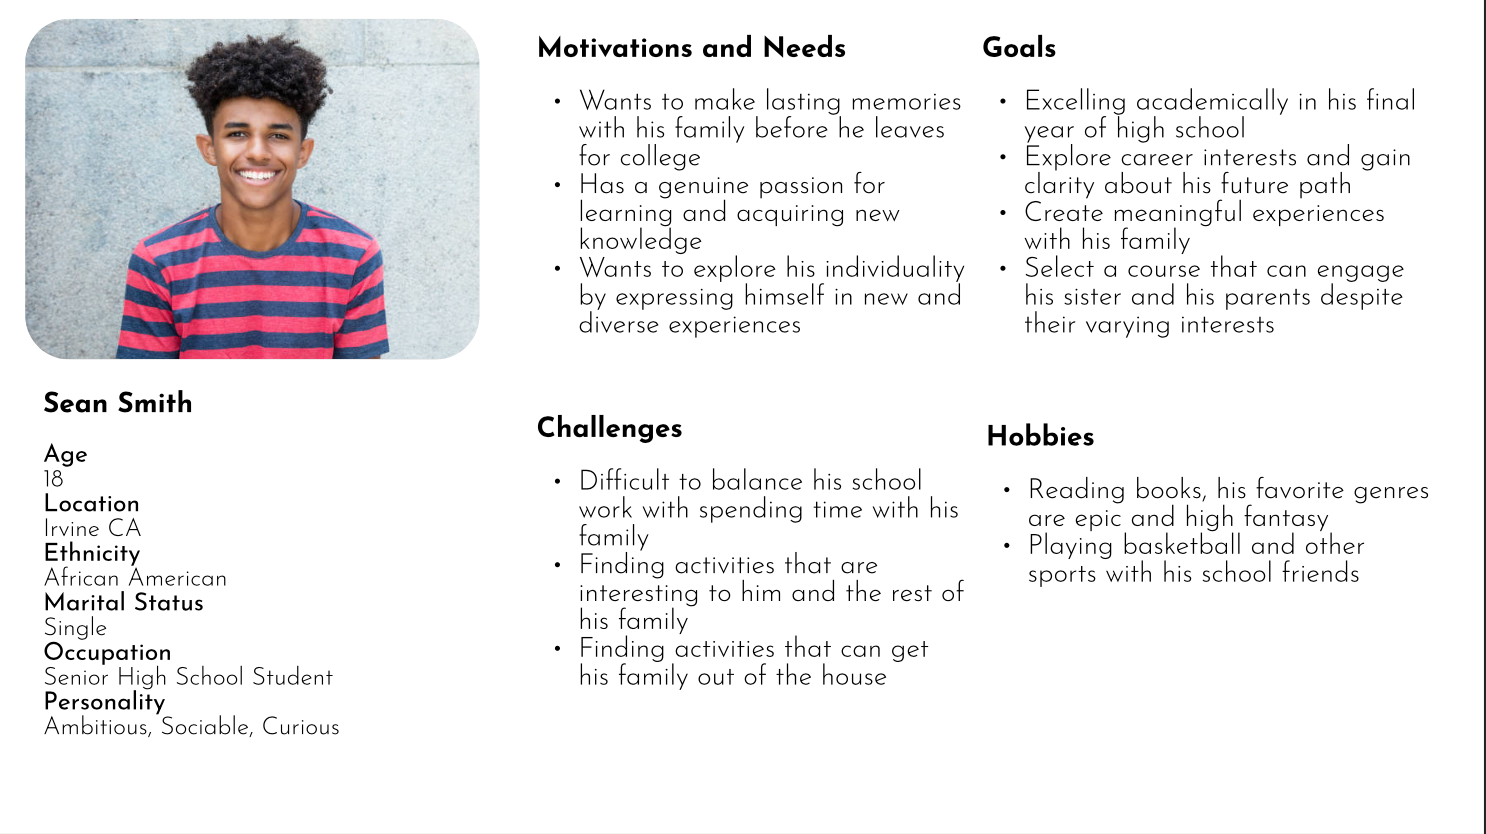 Sean Smith
Age
18
Location
Irvine CA
Ethnicity
African American
Marital Status
Single
Occupation
Senior High School Student
Personality
Ambitious, Sociable, Curious
Motivations and Needs
• Wants to make lasting memories
with his family before he leaves
for college
• Has a genuine passion for
learning and acquiring new
knowledge
• Wants to explore his individuality
by expressing himself in new and
diverse experiences
Goals
• Excelling academically in his final
year of high school
• Explore career interests and gain
clarity about his future path
• Create meaningful experiences
with his family
• Select a course that can engage
his sister and his parents despite
their varying interests
Challenges
• Difficult to balance his school
work with spending time with his
family
• Finding activities that are
interesting to him and the rest of
his family
• Finding activities that can get
his family out of the house
Hobbies
• Reading books, his favorite genres
are epic and high fantasy
• Playing basketball and other
sports with his school friends